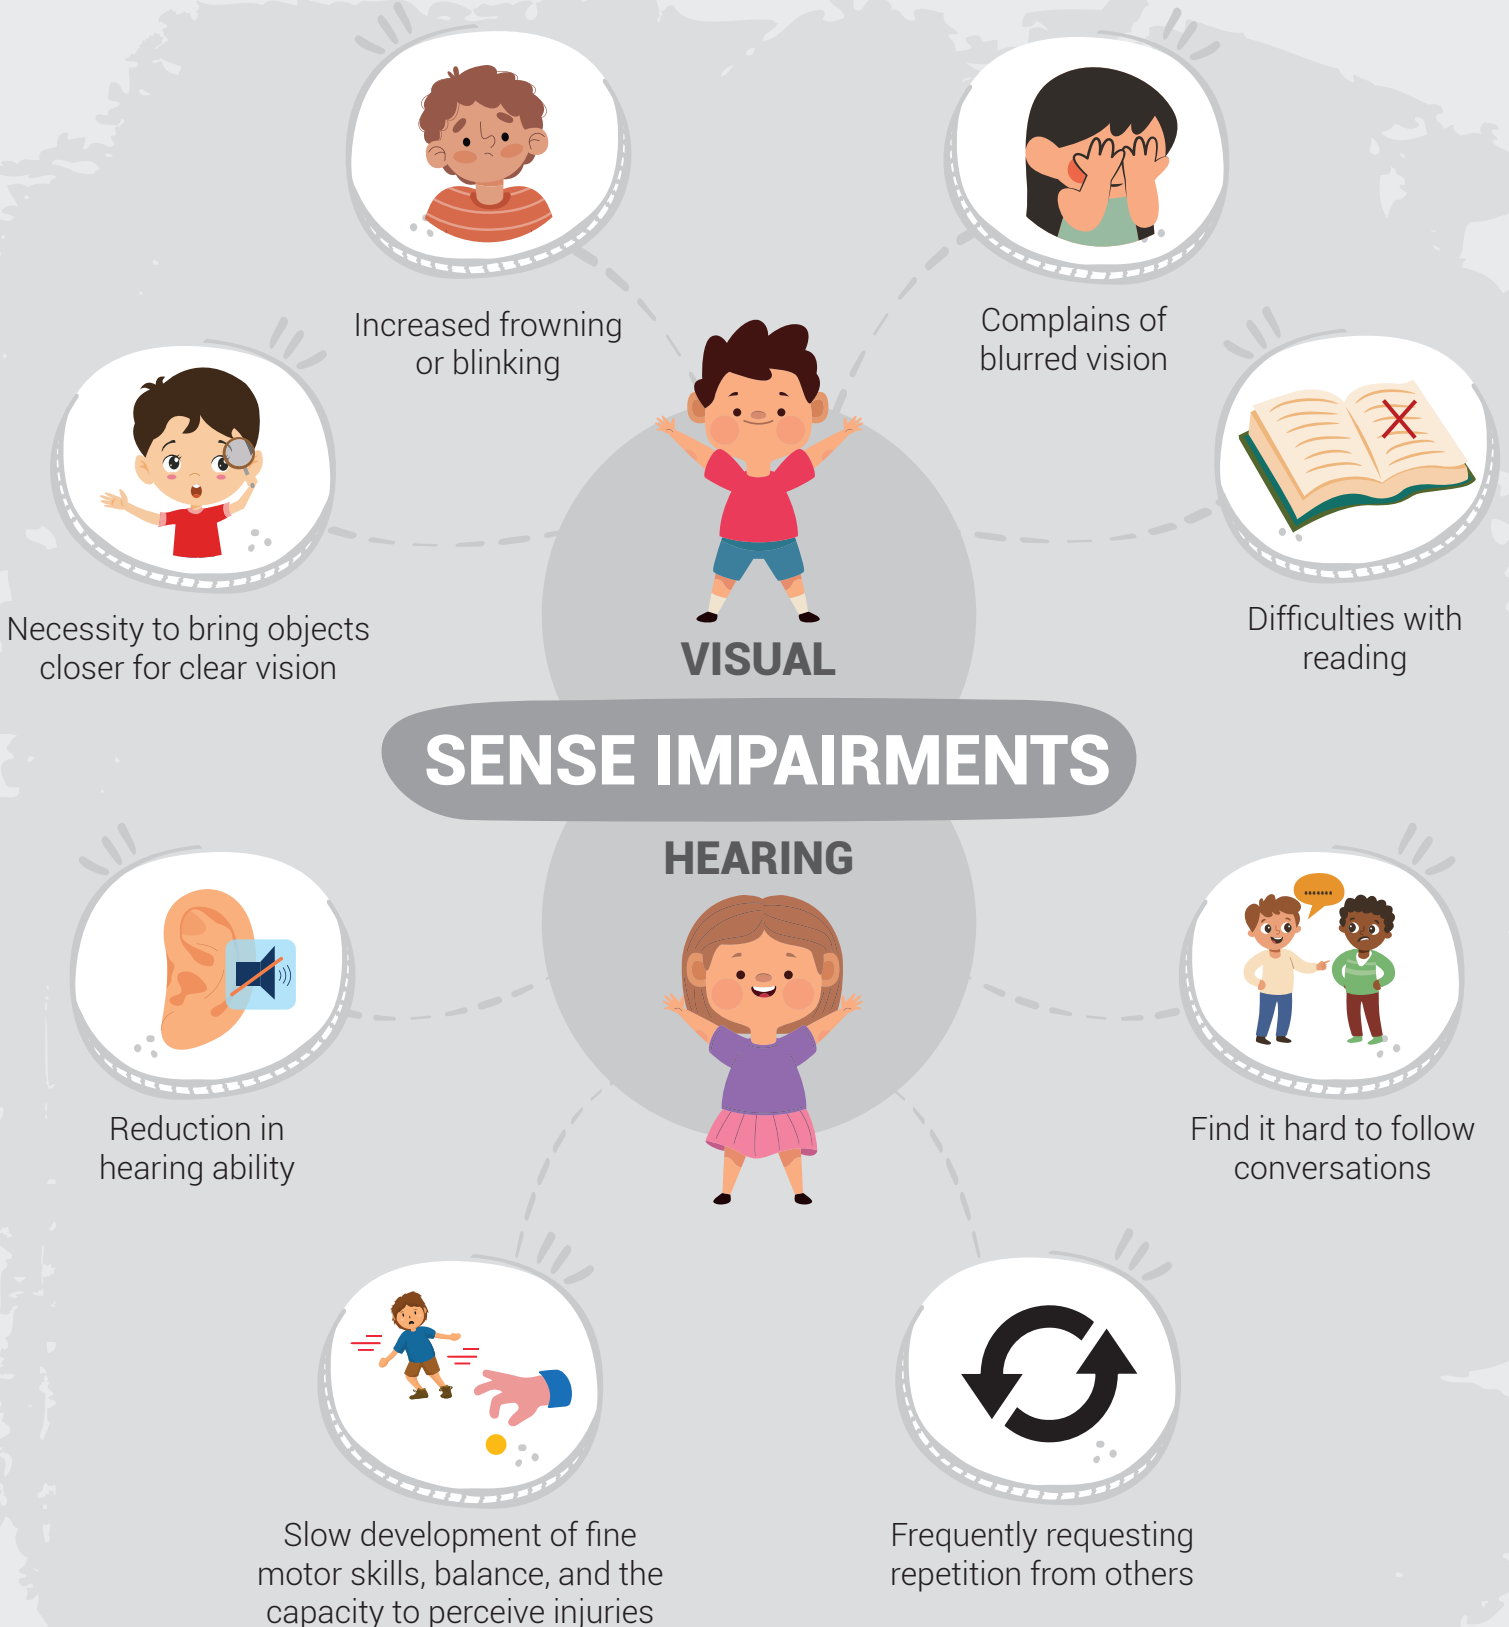 Increased frowning
or blinking
Complains of
blurred vision
Necessity to bring objects
closer for clear vision
Difficulties with
reading
VISUAL
SENSE IMPAIRMENTS
HEARING
Reduction in
hearing ability
Find it hard to follow
conversations
Slow development of fine
motor skills, balance, and the
capacity to perceive injuries
Frequently requesting
repetition from others